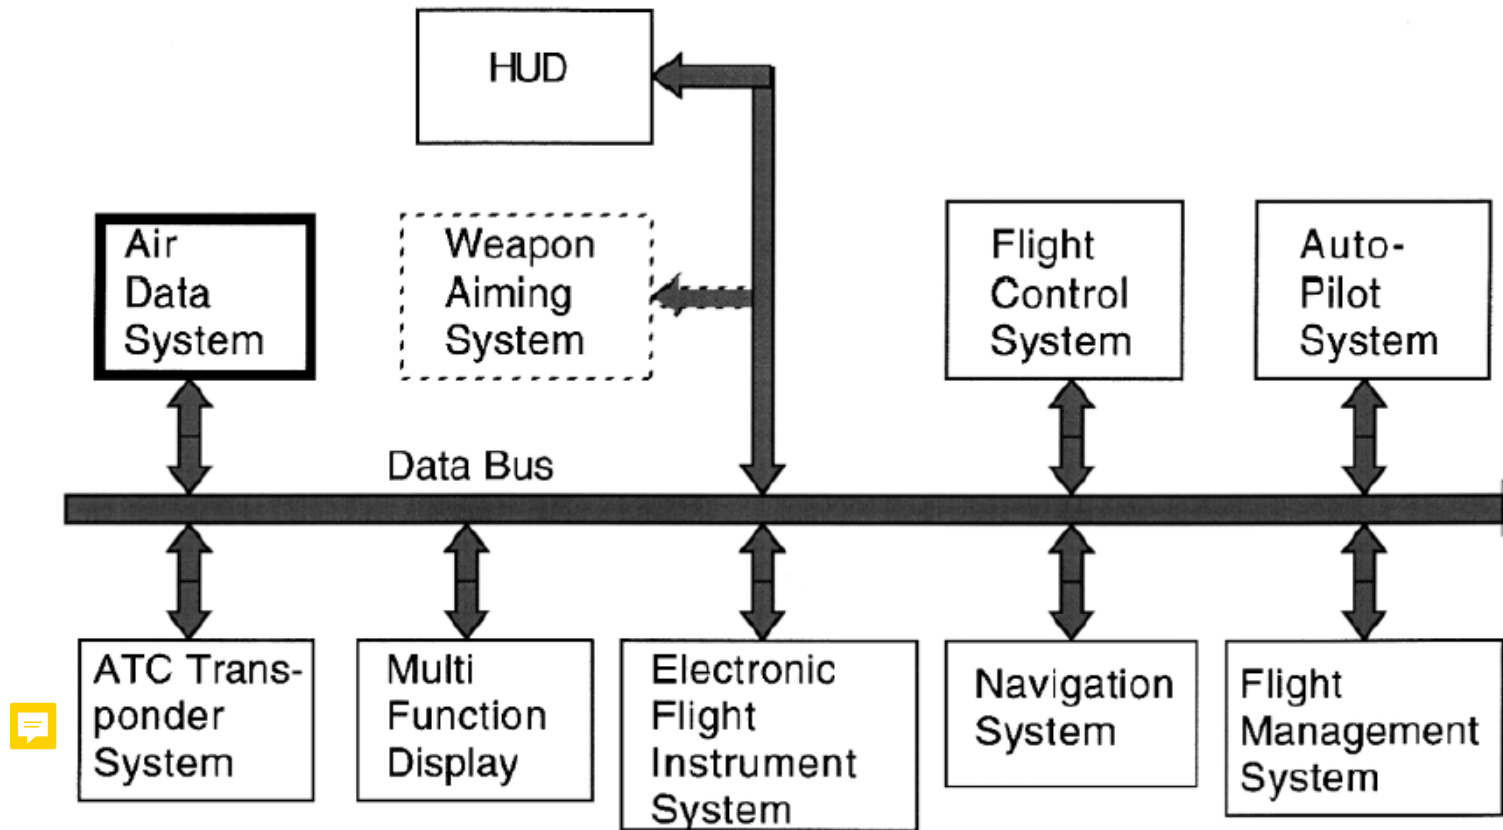 HUD
Air
Data
System
Weapon
Aiming
System
Flight
Control
System
Auto-
Pilot
System
Data Bus
ATC Trans-
ponder
System
Multi
Function
Display
Electronic
Flight
Instrument
System
Navigation
System
Flight
Management
System